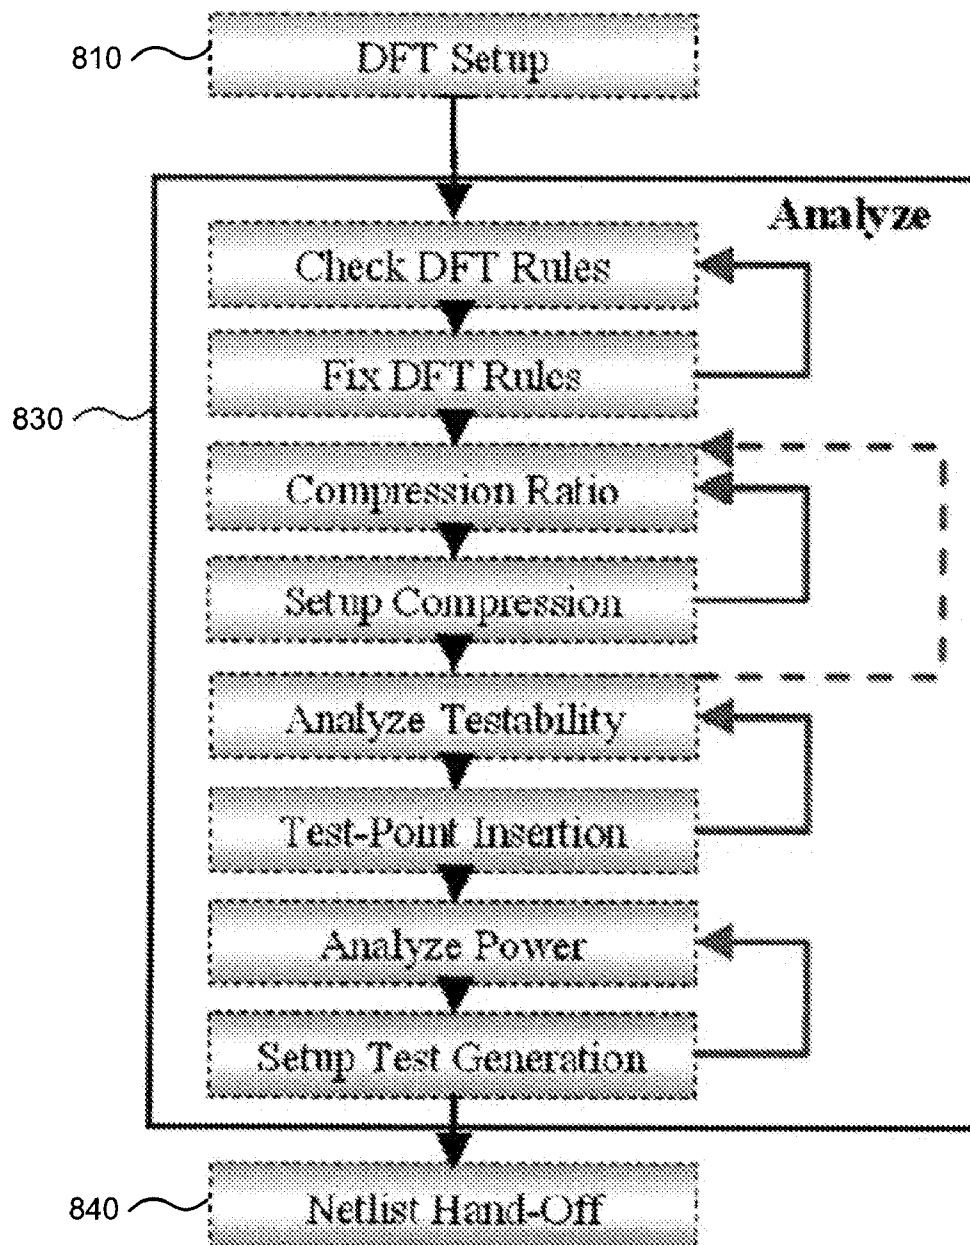 810
DFT Setup
Analyze
Check DFT Rules
Fix DFT Rules
830
Compression Ratio
Setup Compression
Analyze Testability
Test-Point Insertion
Analyze Power
Setup Test Generation
840
Netlist Hand-Off